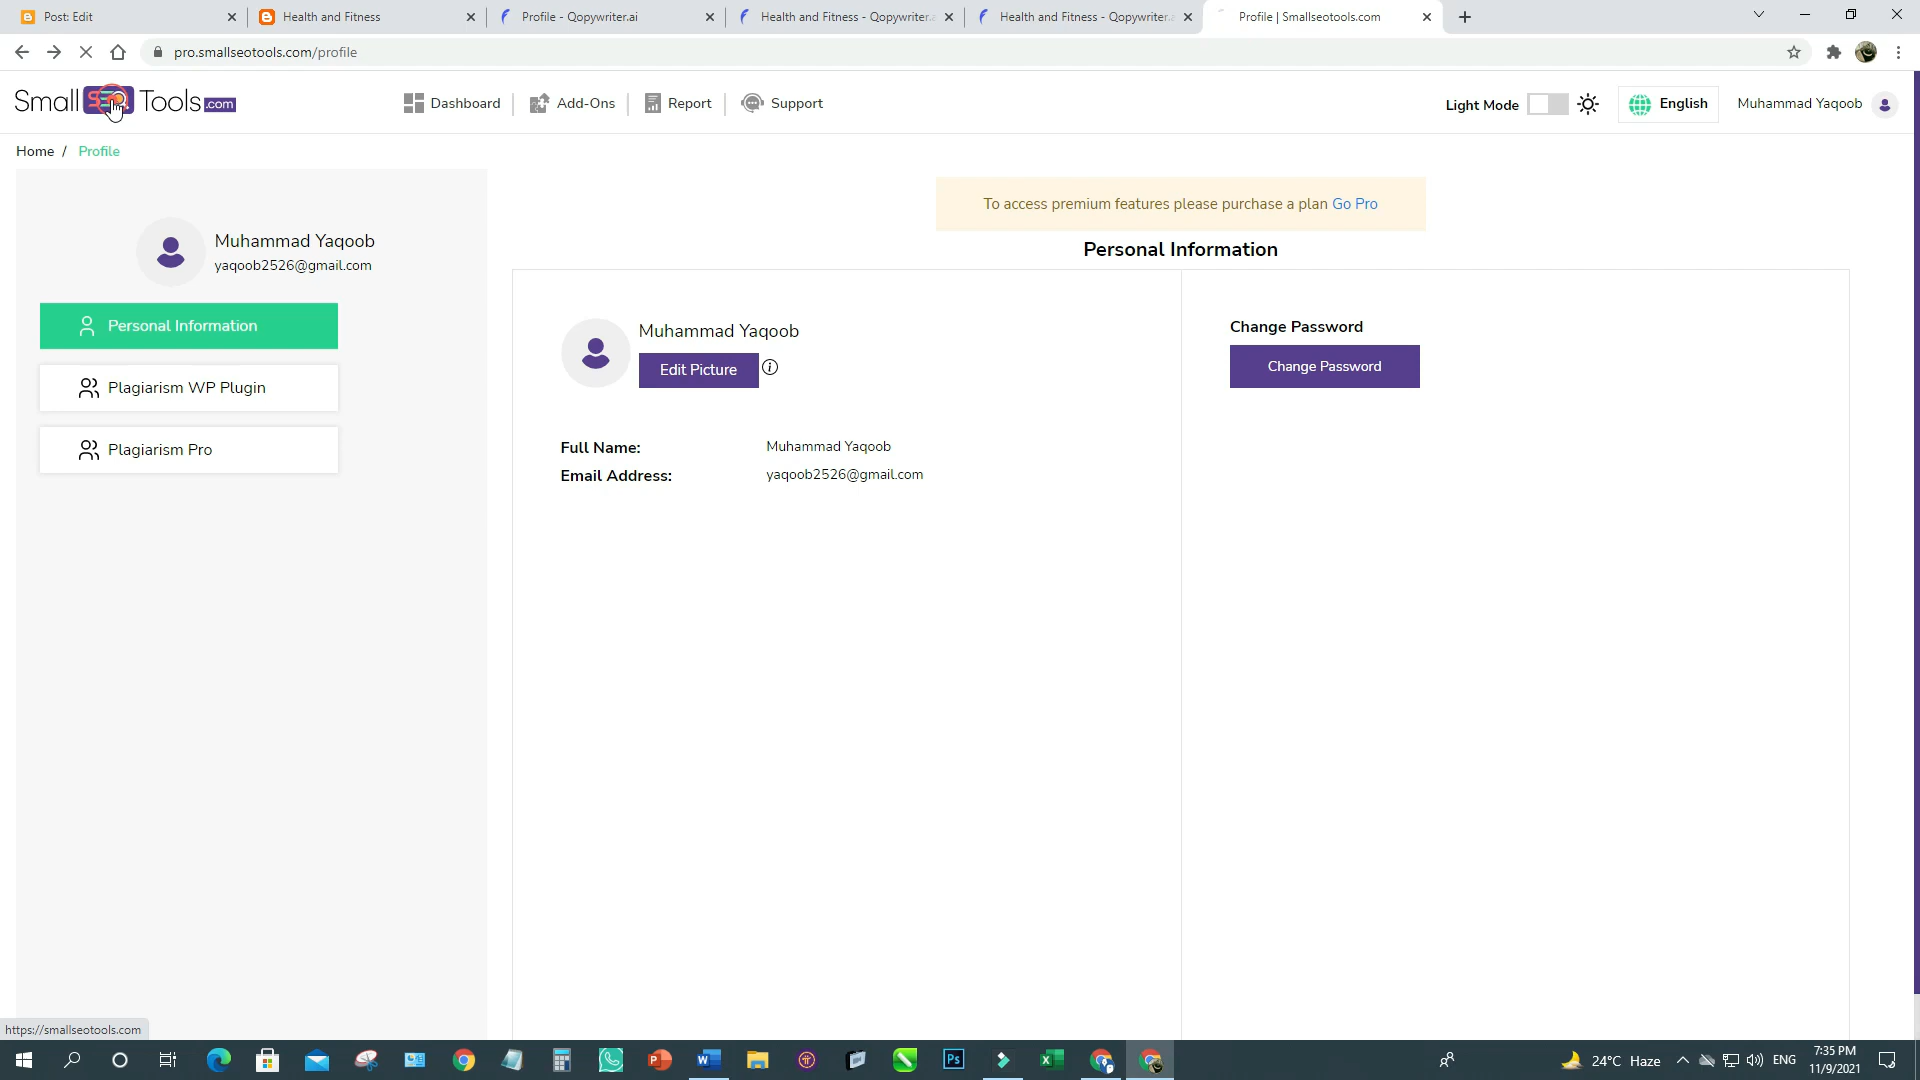 Post: Edit
Health and Fitness
Profile - Qopywriter.ai
Health and Fitness - Qopywriter.a
Health and Fitness - Qopywriter.a
Profile | Smallseotools.com
pro.smallseotools.com/profile
Small SEO Tools .com
Dashboard
Add-Ons
Report
Support
Light Mode
English
Muhammad Yaqoob
Home / Profile
To access premium features please purchase a plan Go Pro
Muhammad Yaqoob
yaqoob2526@gmail.com
Personal Information
Plagiarism WP Plugin
Plagiarism Pro
Personal Information
Muhammad Yaqoob
Edit Picture
Full Name: Muhammad Yaqoob
Email Address: yaqoob2526@gmail.com
Change Password
Change Password
https://smallseotools.com
24°C Haze
ENG
7:35 PM
11/9/2021